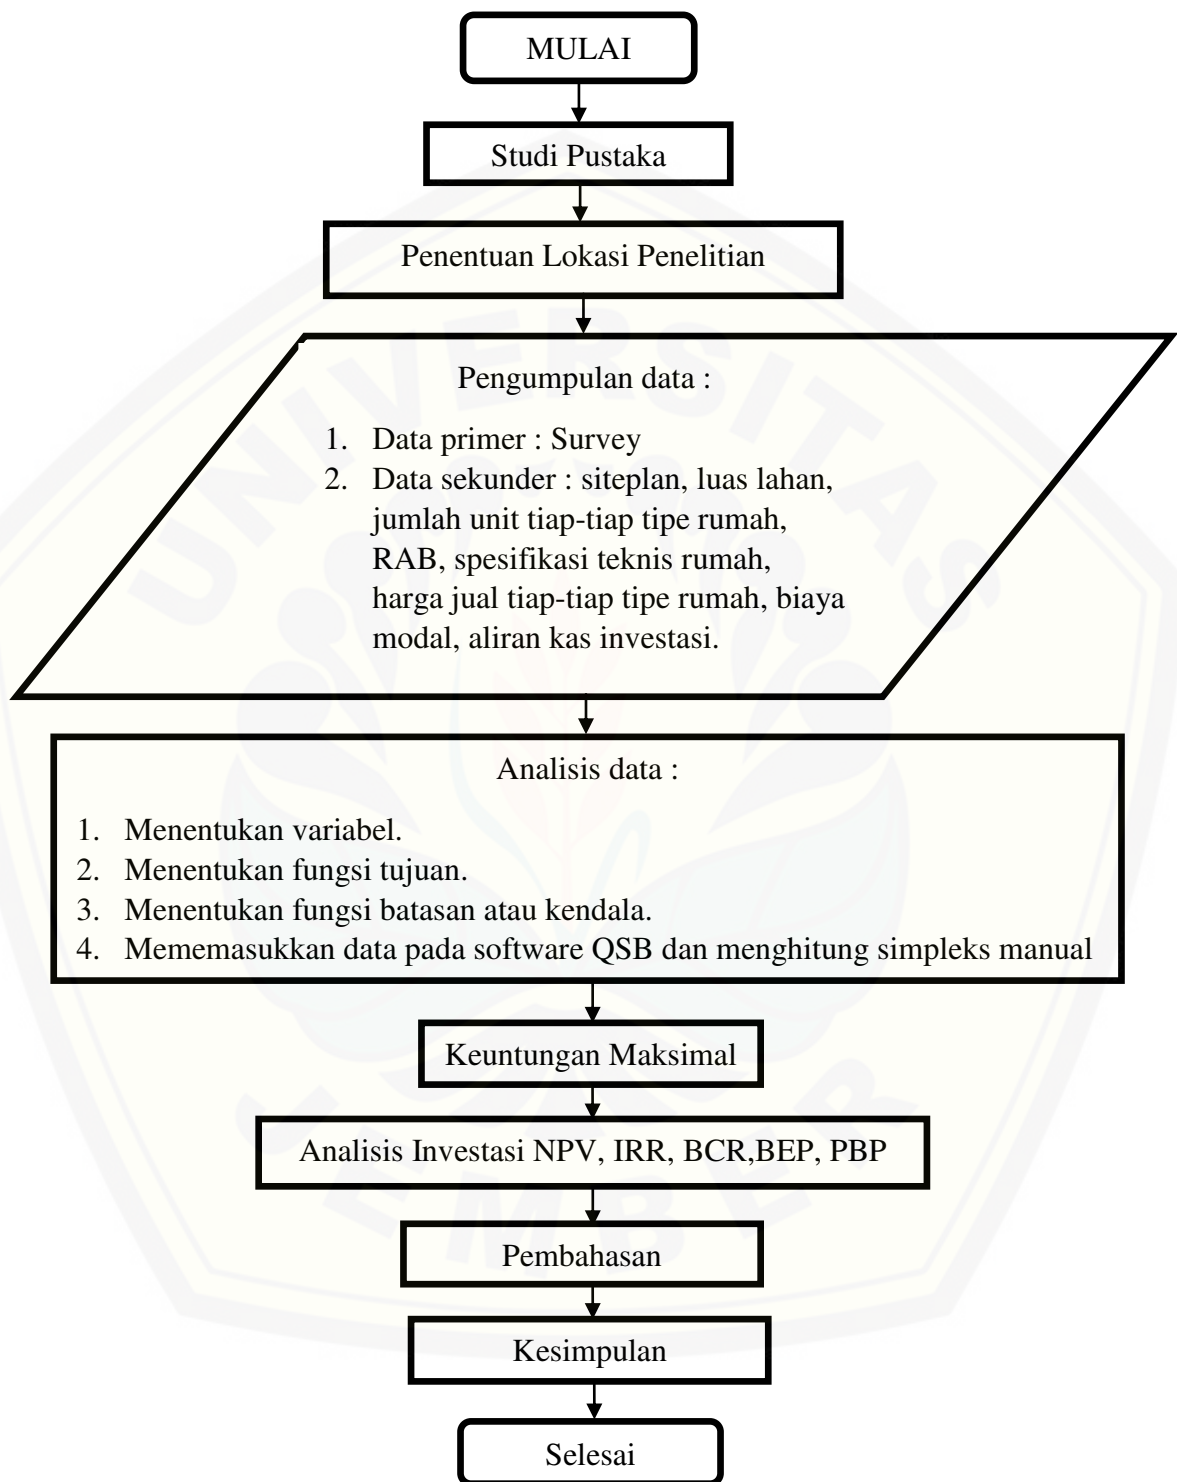 MULAI
Studi Pustaka
Penentuan Lokasi Penelitian
Pengumpulan data :
1. Data primer : Survey
2. Data sekunder : siteplan, luas lahan,
jumlah unit tiap-tiap tipe rumah,
RAB, spesifikasi teknis rumah,
harga jual tiap-tiap tipe rumah, biaya
modal, aliran kas investasi.
Analisis data :
1. Menentukan variabel.
2. Menentukan fungsi tujuan.
3. Menentukan fungsi batasan atau kendala.
4. Mememasukkan data pada software QSB dan menghitung simpleks manual
Keuntungan Maksimal
Analisis Investasi NPV, IRR, BCR,BEP, PBP
Pembahasan
Kesimpulan
Selesai
UNIVERSITAS
JEMBER